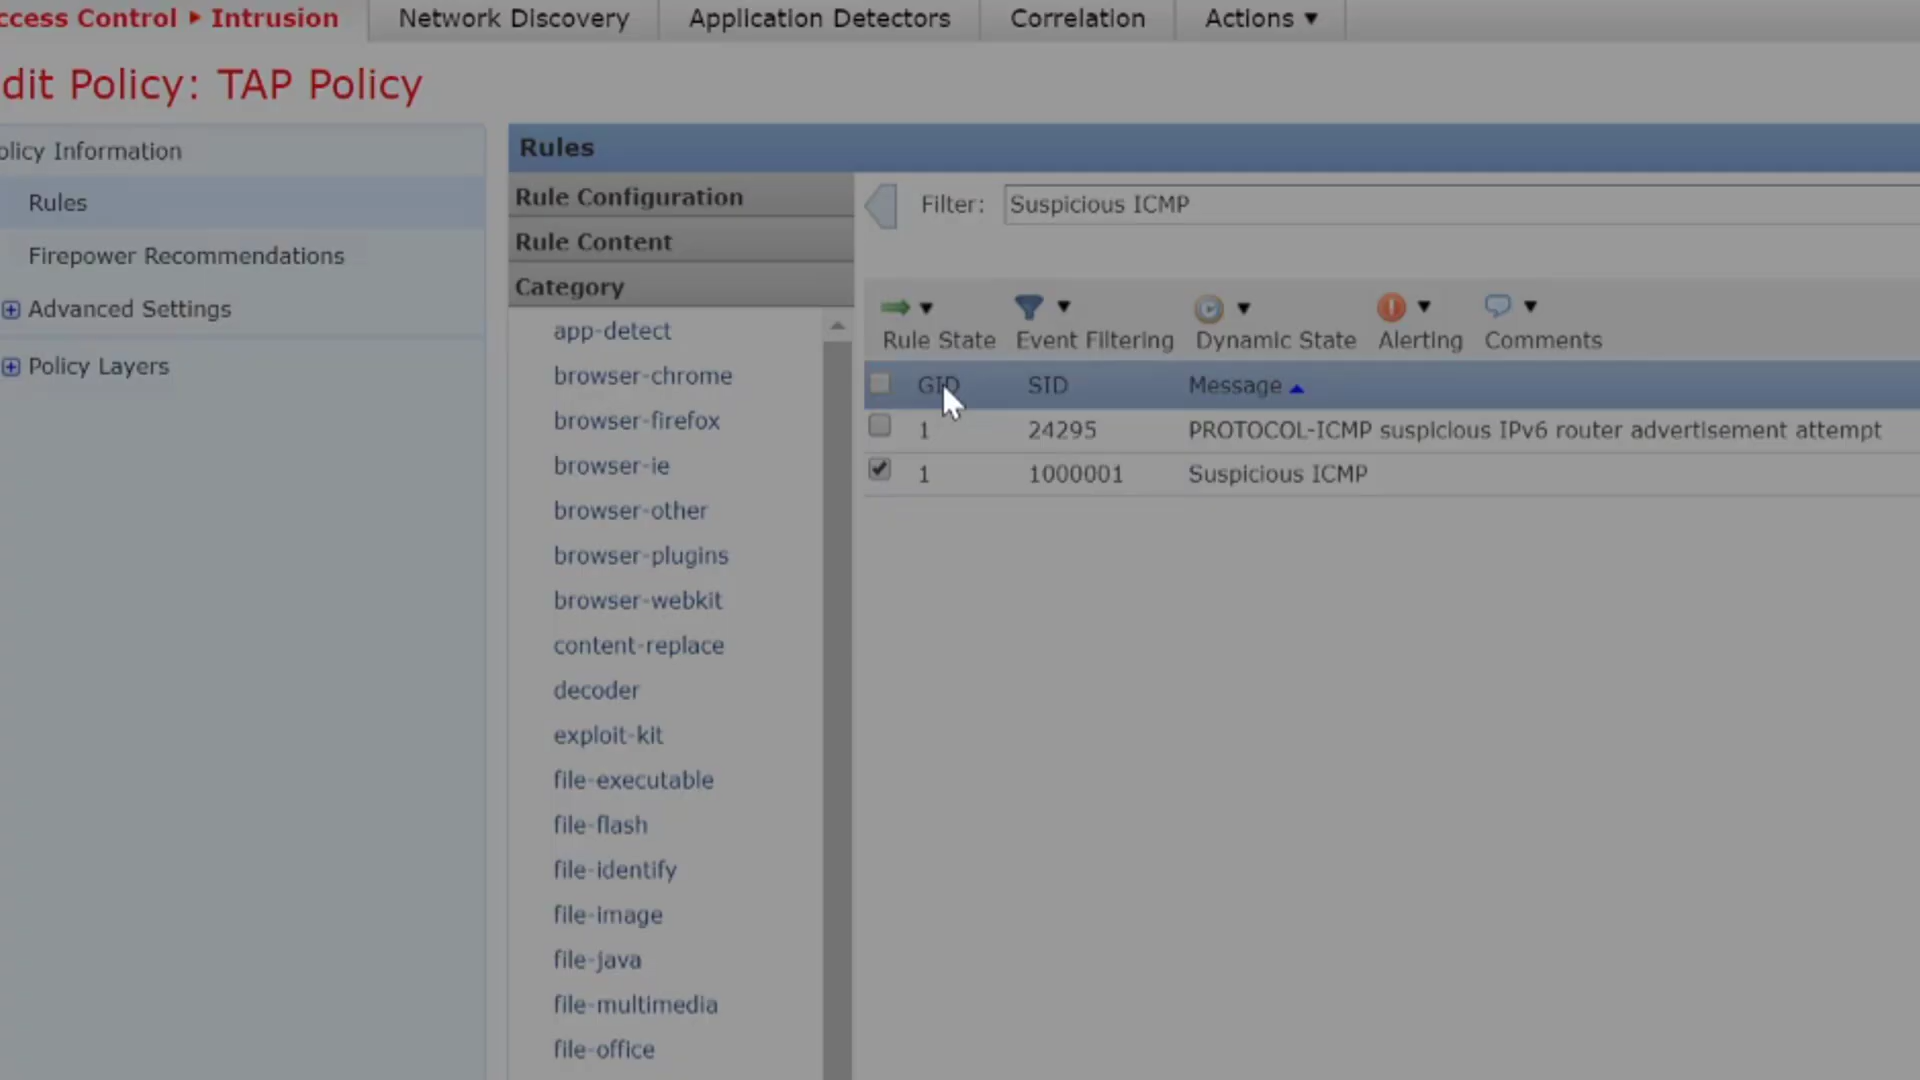 ccess Control ▸ Intrusion
Network Discovery
Application Detectors
Correlation
Actions ▼
dit Policy: TAP Policy
olicy Information
Rules
Firepower Recommendations
Advanced Settings
Policy Layers
Rules
Rule Configuration
Rule Content
Category
app-detect
browser-chrome
browser-firefox
browser-ie
browser-other
browser-plugins
browser-webkit
content-replace
decoder
exploit-kit
file-executable
file-flash
file-identify
file-image
file-java
file-multimedia
file-office
Filter: Suspicious ICMP
Rule State Event Filtering Dynamic State Alerting Comments
GID SID Message
1 24295 PROTOCOL-ICMP suspicious IPv6 router advertisement attempt
1 1000001 Suspicious ICMP